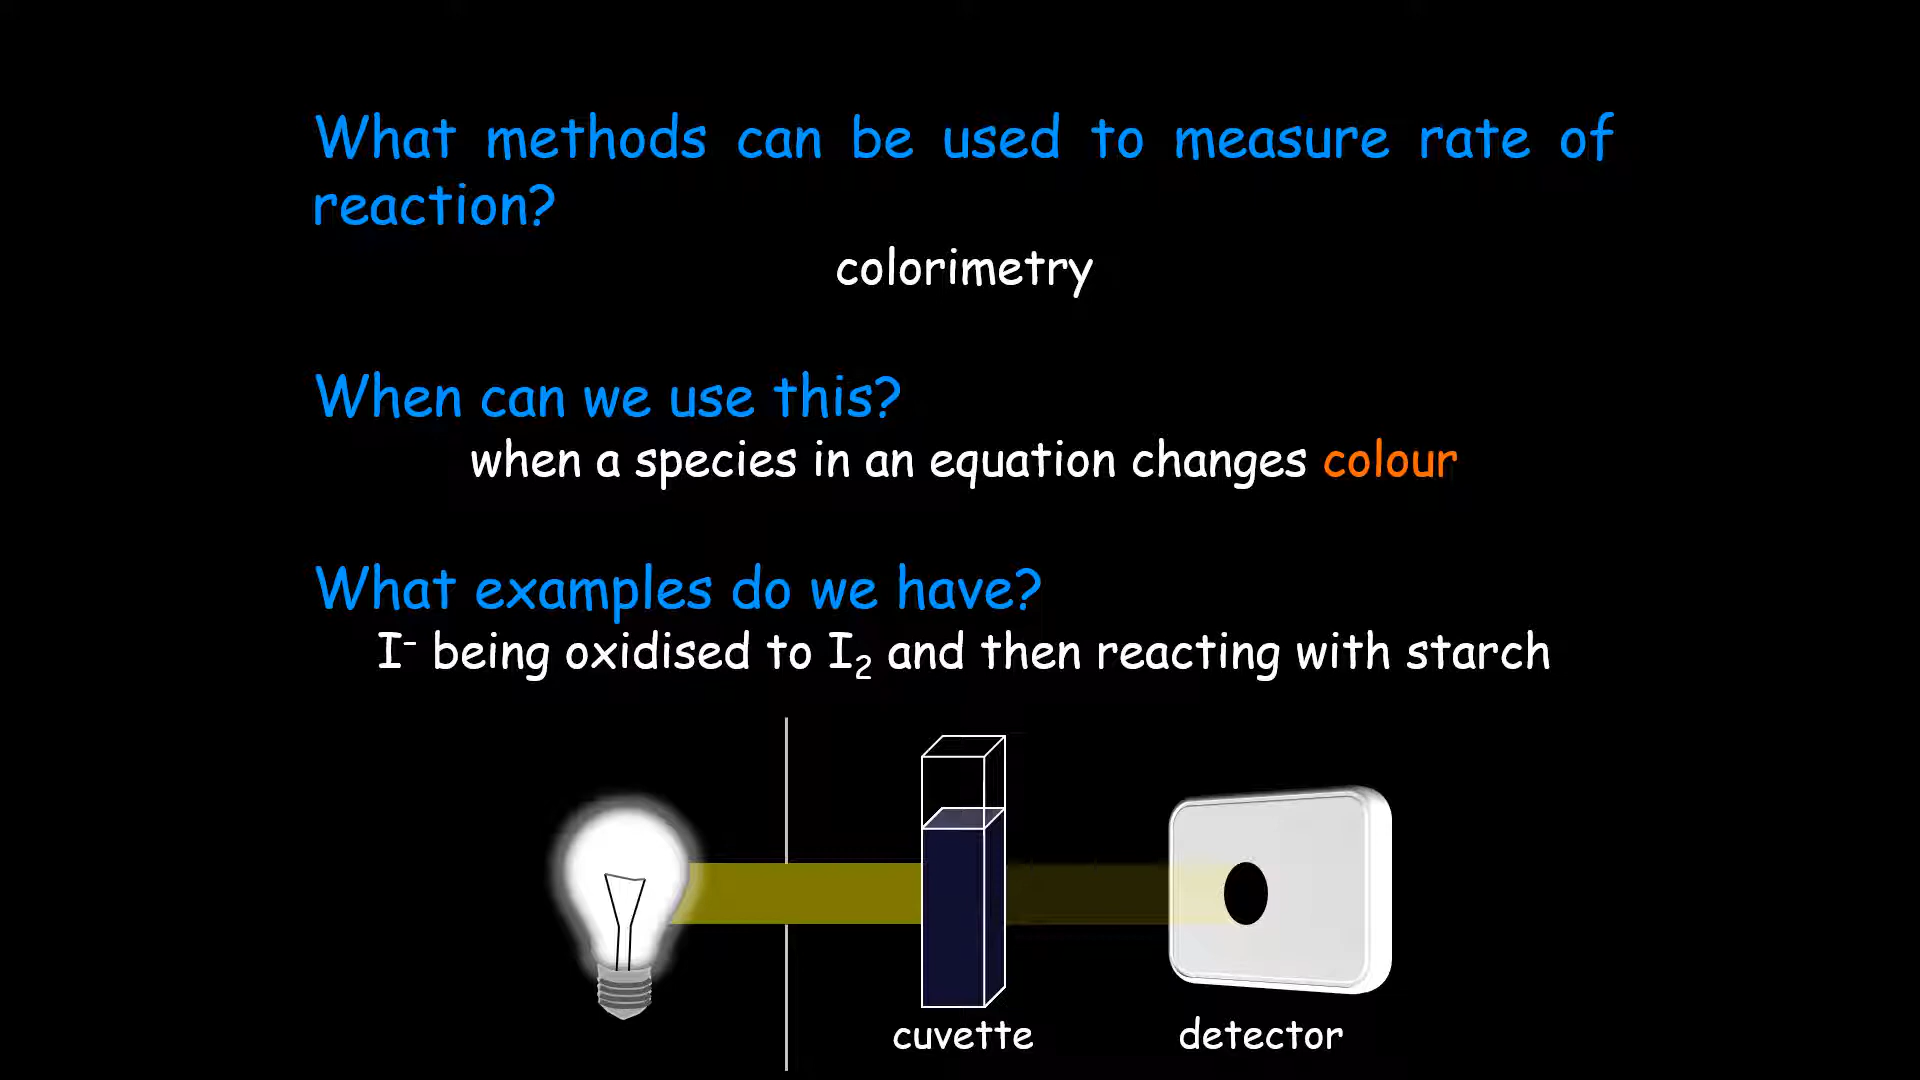 What methods can be used to measure rate of
reaction?
colorimetry
When can we use this?
when a species in an equation changes colour
What examples do we have?
I⁻ being oxidised to I₂ and then reacting with starch
cuvette detector